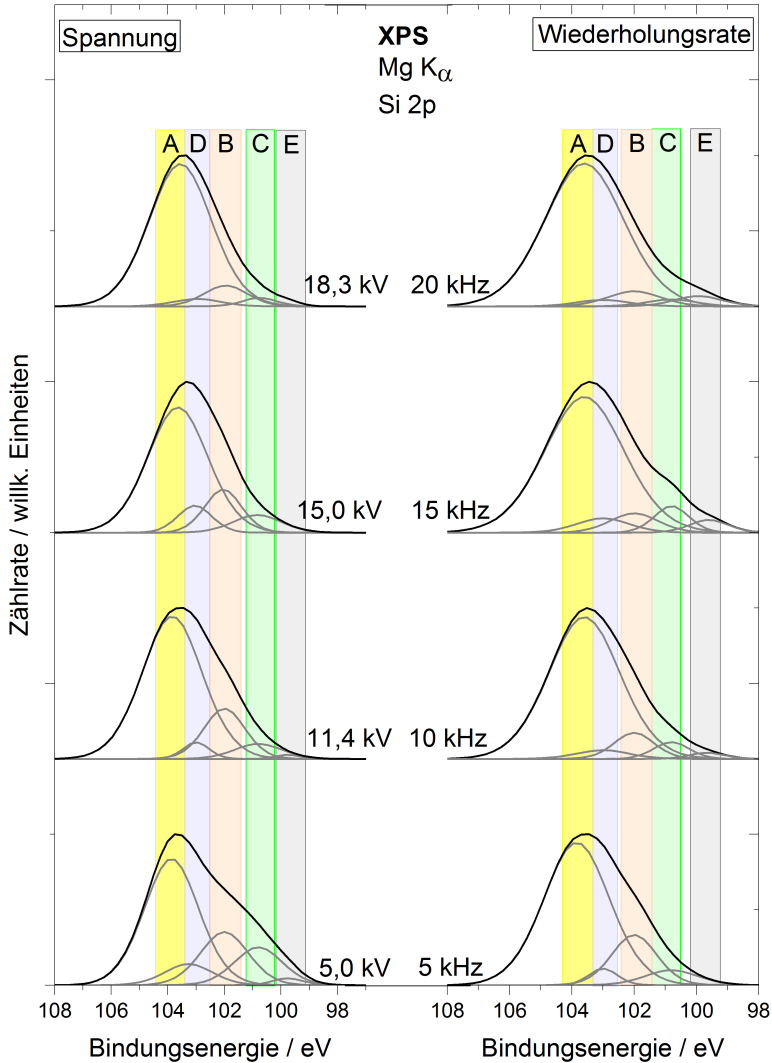 Spannung
XPS
Mg Kα
Si 2p
Wiederholungsrate
A D B C E
A D B C E
18,3 kV
20 kHz
15,0 kV
15 kHz
11,4 kV
10 kHz
5,0 kV
5 kHz
Zählrate / willk. Einheiten
108 106 104 102 100 98
108 106 104 102 100 98
Bindungsenergie / eV
Bindungsenergie / eV